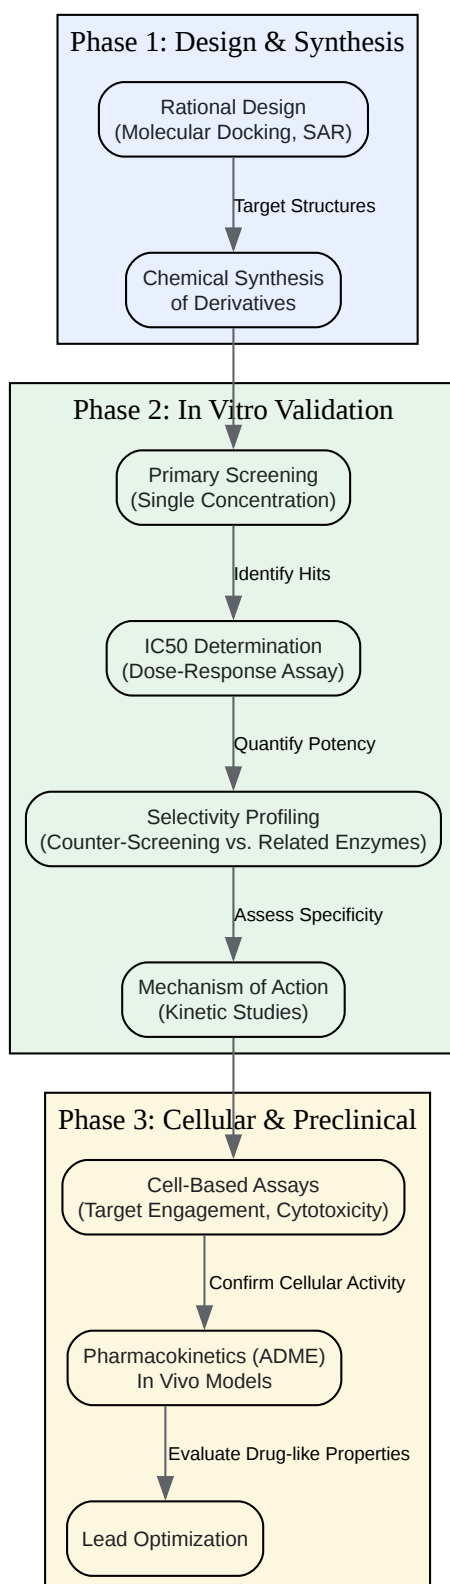 Phase 1: Design & Synthesis
Rational Design
(Molecular Docking, SAR)
Target Structures
Chemical Synthesis
of Derivatives
Phase 2: In Vitro Validation
Primary Screening
(Single Concentration)
Identify Hits
IC50 Determination
(Dose-Response Assay)
Quantify Potency
Selectivity Profiling
(Counter-Screening vs. Related Enzymes)
Assess Specificity
Mechanism of Action
(Kinetic Studies)
Phase 3: Cellular & Preclinical
Cell-Based Assays
(Target Engagement, Cytotoxicity)
Confirm Cellular Activity
Pharmacokinetics (ADME)
In Vivo Models
Evaluate Drug-like Properties
Lead Optimization